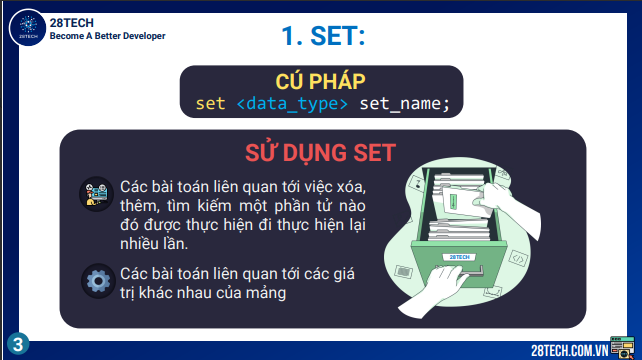 28TECH
Become A Better Developer
28TECH
1. SET:
CÚ PHÁP
set <data_type> set_name;
SỬ DỤNG SET
Các bài toán liên quan tới việc xóa,
thêm, tìm kiếm một phần tử nào
đó được thực hiện đi thực hiện lại
nhiều lần.
Các bài toán liên quan tới các giá
trị khác nhau của mảng
28TECH
3
28TECH.COM.VN